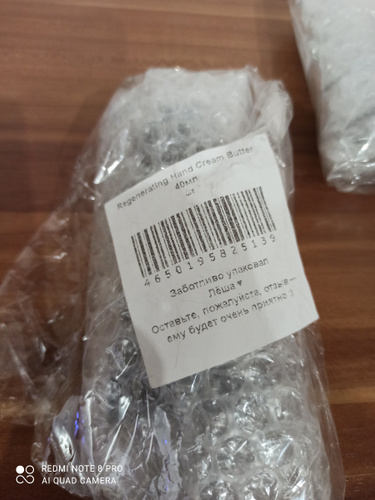 Regenerating Hand Cream Butter
40мл
шт
4650195825139
Заботливо упаковал
Лёша ♥
Оставьте, пожалуйста, отзыв —
ему будет очень приятно :)
REDMI NOTE 8 PRO
AI QUAD CAMERA